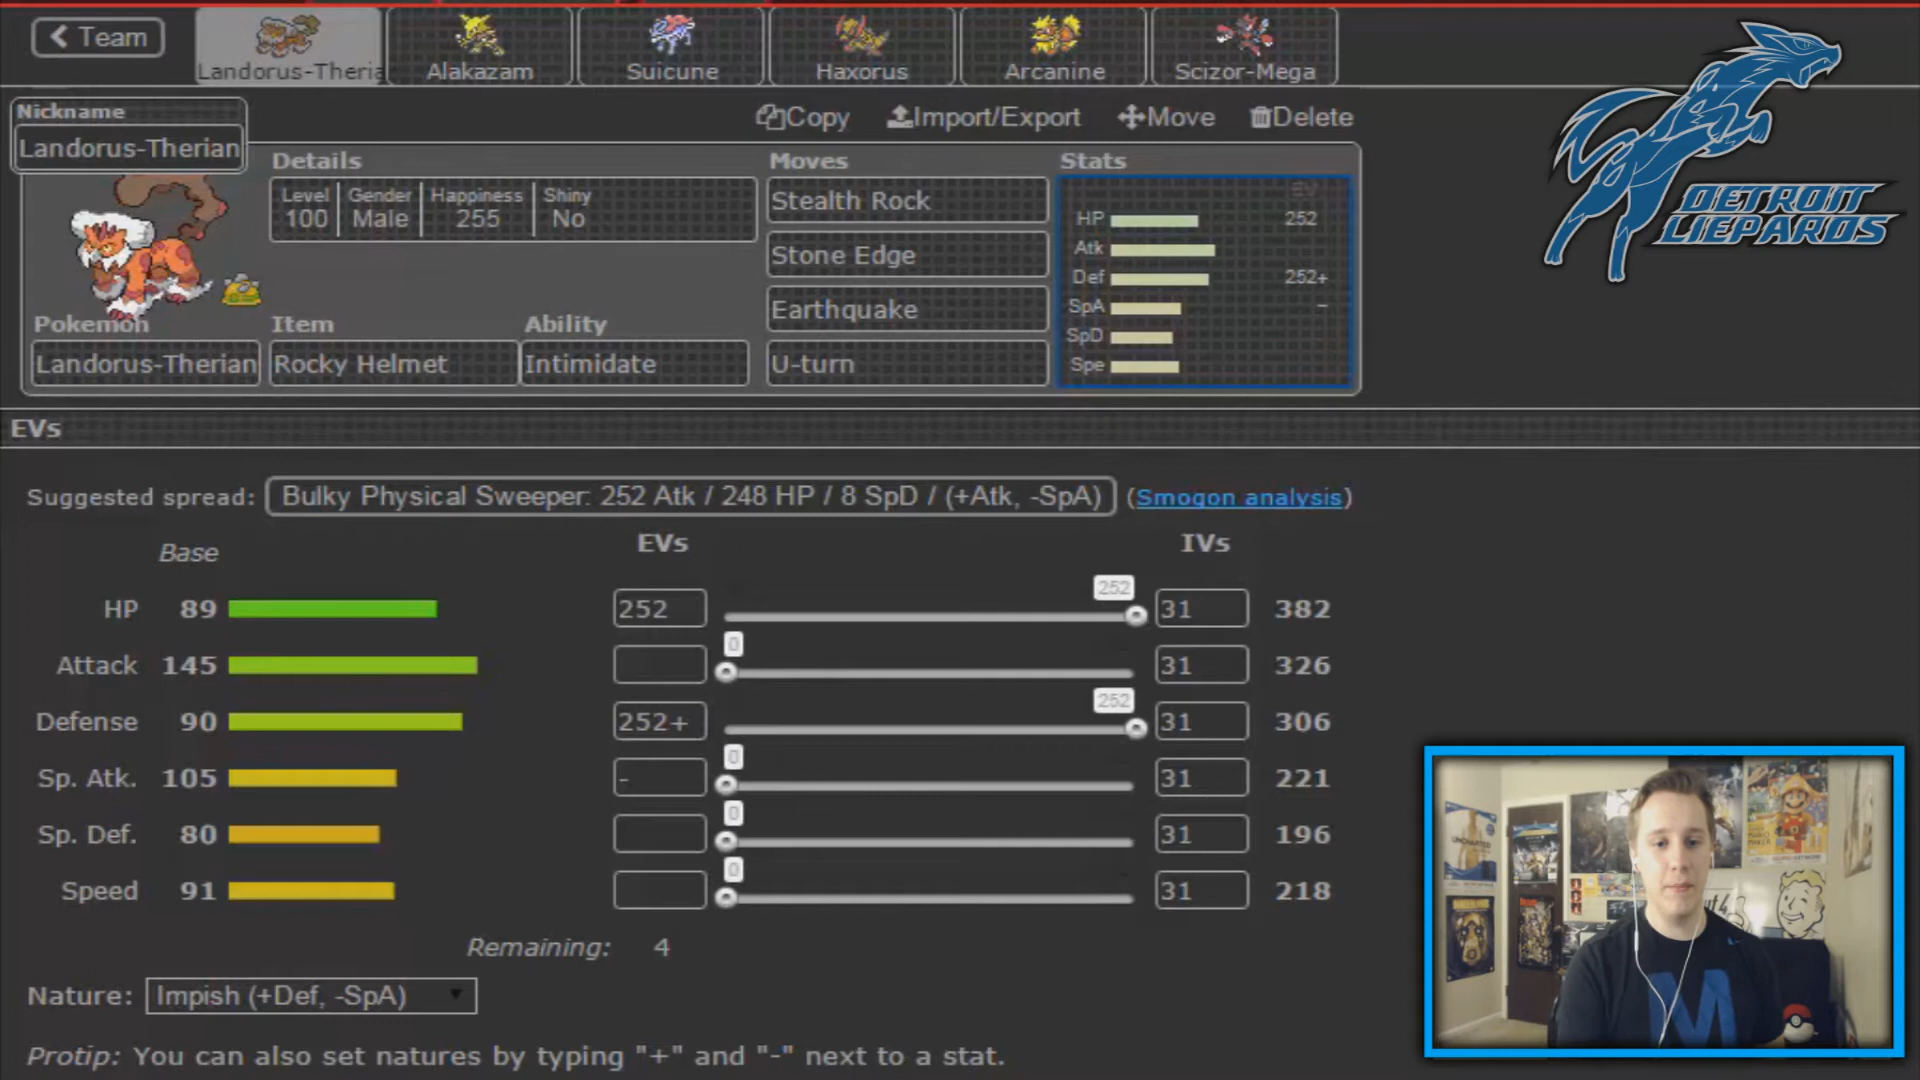 Team
Landorus-Theria
Alakazam
Suicune
Haxorus
Arcanine
Scizor-Mega
Nickname
Landorus-Therian
Copy
Import/Export
Move
Delete
Details
Level
100
Gender
Male
Happiness
255
Shiny
No
Pokemon
Landorus-Therian
Item
Rocky Helmet
Ability
Intimidate
Moves
Stealth Rock
Stone Edge
Earthquake
U-turn
Stats
EV
HP 252
Atk
Def 252+
SpA −
SpD
Spe
DETROIT
LIEPARDS
EVs
Suggested spread: Bulky Physical Sweeper: 252 Atk / 248 HP / 8 SpD / (+Atk, -SpA) (Smogon analysis)
Base EVs IVs
HP 89 252 252 31 382
Attack 145 0 31 326
Defense 90 252+ 252 31 306
Sp. Atk. 105 - 0 31 221
Sp. Def. 80 0 31 196
Speed 91 0 31 218
Remaining: 4
Nature: Impish (+Def, -SpA)
Protip: You can also set natures by typing "+" and "-" next to a stat.
UNCHARTED
M